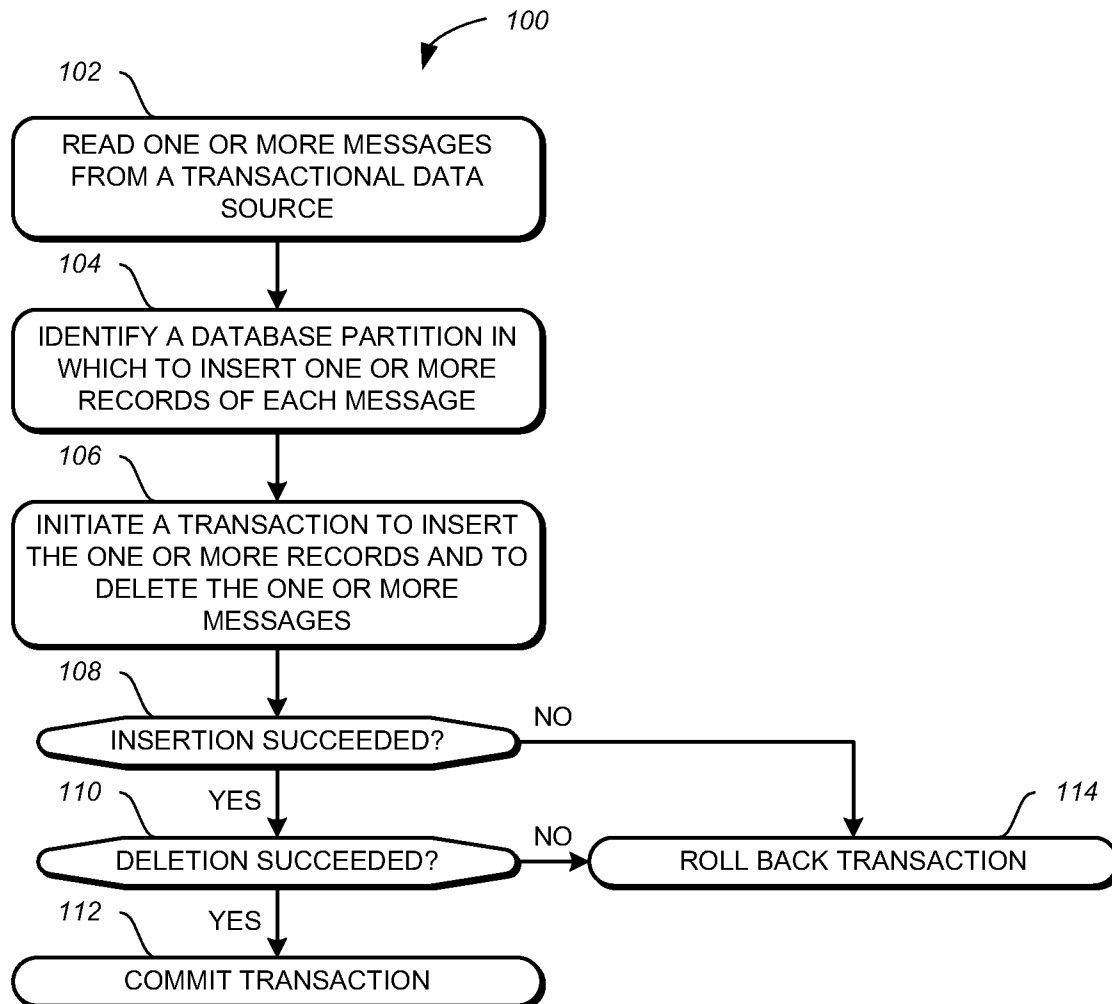 100
102
READ ONE OR MORE MESSAGES
FROM A TRANSACTIONAL DATA
SOURCE
104
IDENTIFY A DATABASE PARTITION IN
WHICH TO INSERT ONE OR MORE
RECORDS OF EACH MESSAGE
106
INITIATE A TRANSACTION TO INSERT
THE ONE OR MORE RECORDS AND TO
DELETE THE ONE OR MORE
MESSAGES
108
INSERTION SUCCEEDED?
NO
YES
110
DELETION SUCCEEDED?
NO
114
ROLL BACK TRANSACTION
YES
112
COMMIT TRANSACTION